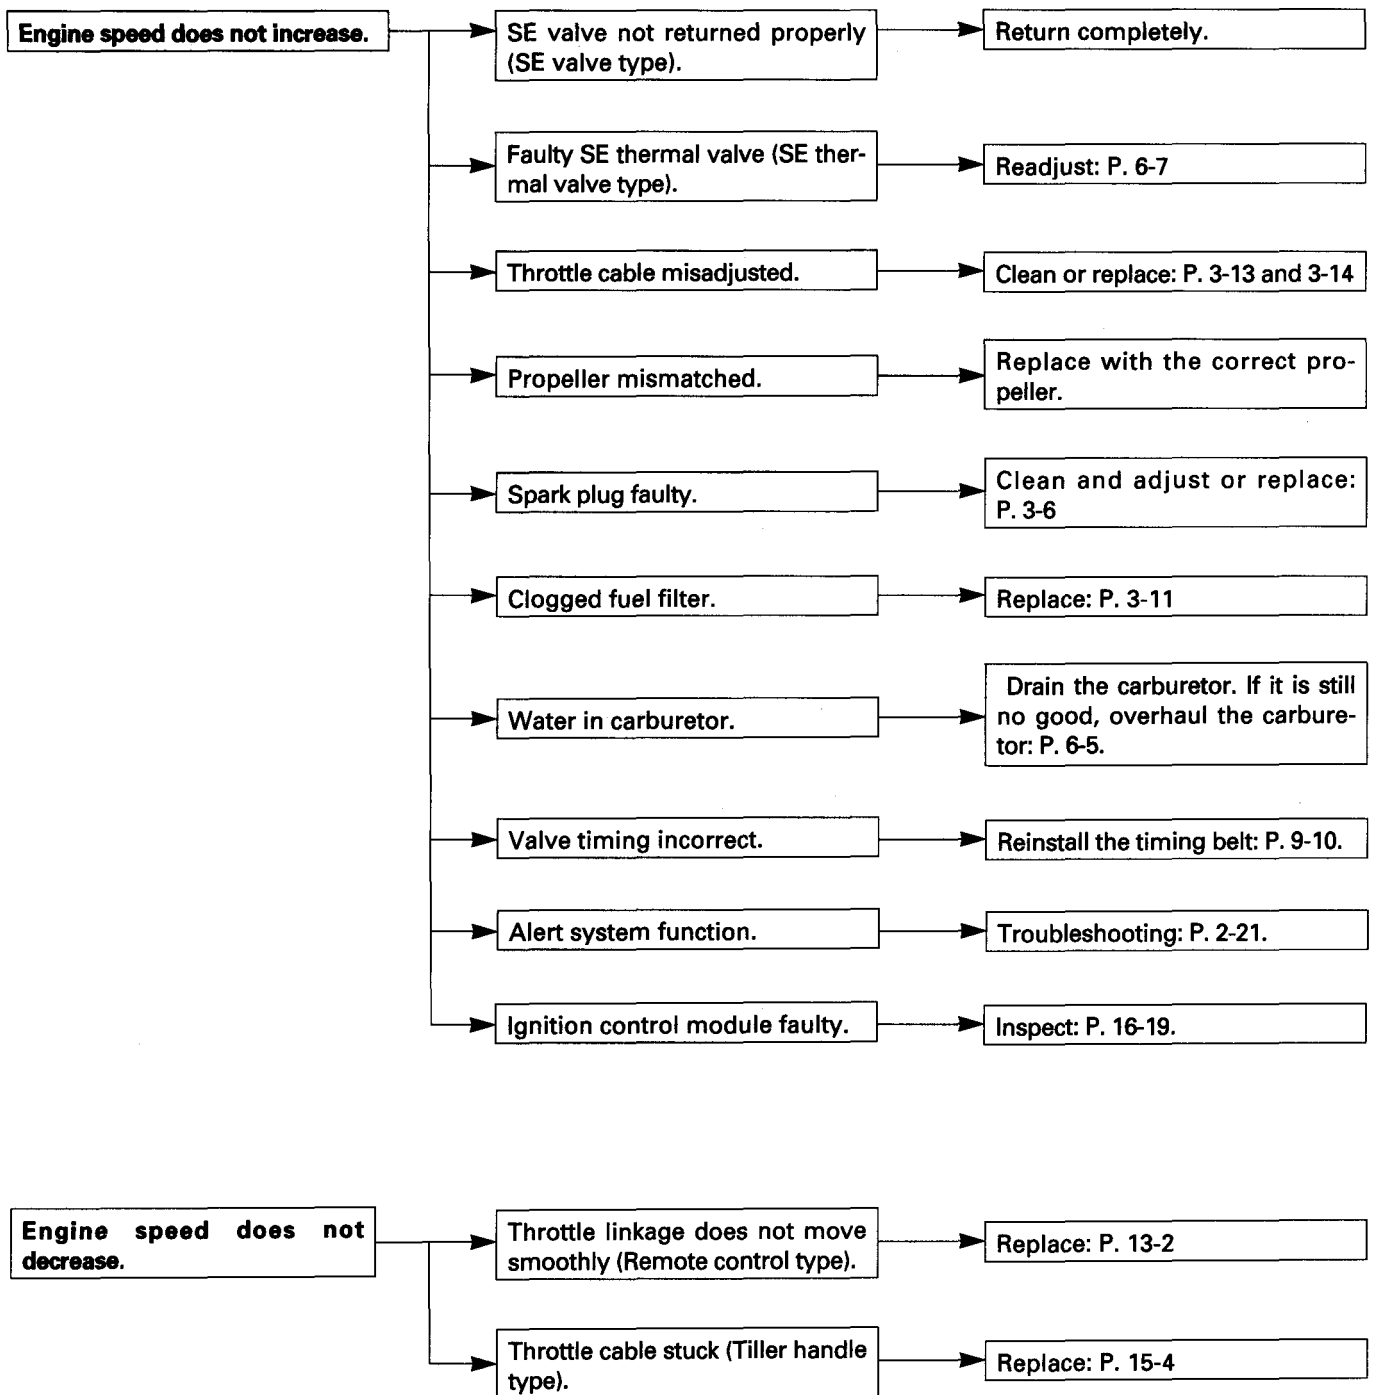 Engine speed does not increase.
SE valve not returned properly
(SE valve type).
Return completely.
Faulty SE thermal valve (SE ther-
mal valve type).
Readjust: P. 6-7
Throttle cable misadjusted.
Clean or replace: P. 3-13 and 3-14
Propeller mismatched.
Replace with the correct pro-
peller.
Spark plug faulty.
Clean and adjust or replace:
P. 3-6
Clogged fuel filter.
Replace: P. 3-11
Water in carburetor.
Drain the carburetor. If it is still
no good, overhaul the carbure-
tor: P. 6-5.
Valve timing incorrect.
Reinstall the timing belt: P. 9-10.
Alert system function.
Troubleshooting: P. 2-21.
Ignition control module faulty.
Inspect: P. 16-19.
Engine speed does not
decrease.
Throttle linkage does not move
smoothly (Remote control type).
Replace: P. 13-2
Throttle cable stuck (Tiller handle
type).
Replace: P. 15-4